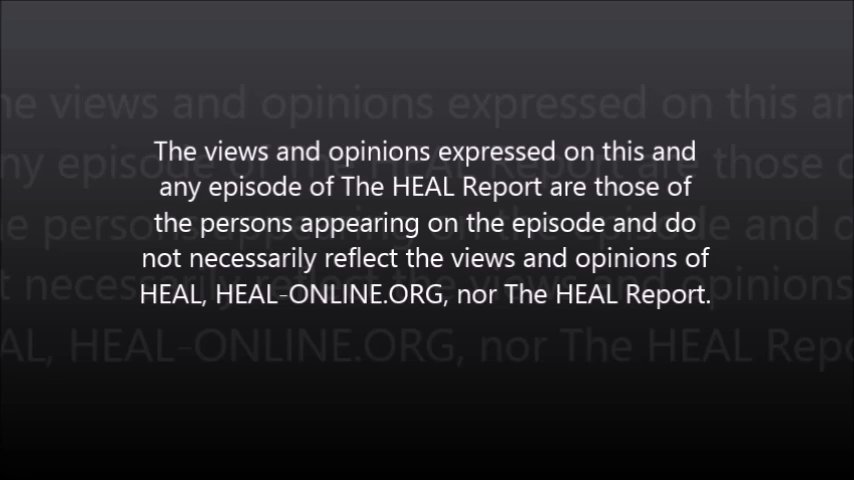 The views and opinions expressed on this and
any episode of The HEAL Report are those of
the persons appearing on the episode and do
not necessarily reflect the views and opinions of
HEAL, HEAL-ONLINE.ORG, nor The HEAL Report.